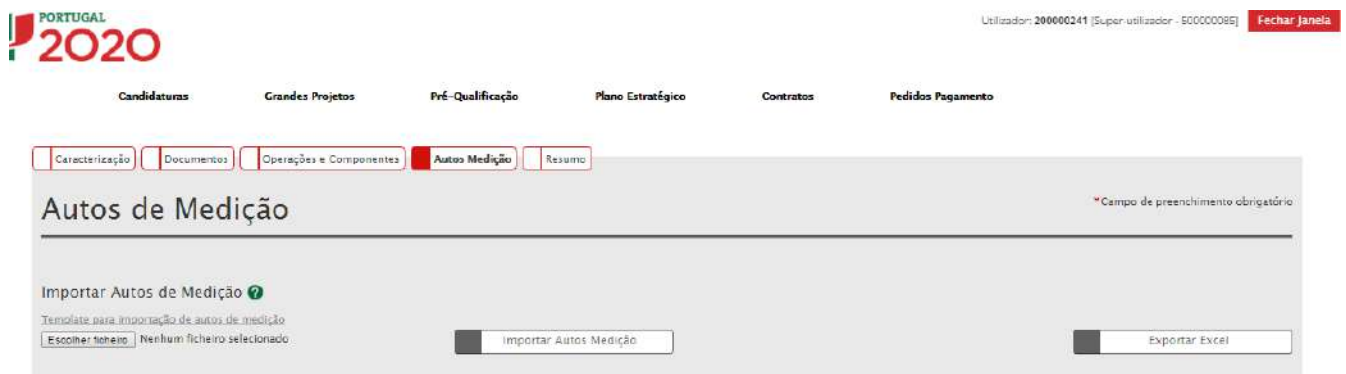 PORTUGAL
2020
Utilizador: 200000241 [Super-utilizador - 500000085]
Fechar Janela
Candidaturas Grandes Projetos Pré-Qualificação Plano Estratégico Contratos Pedidos Pagamento
Caracterização Documentos Operações e Componentes Autos Medição Resumo
Autos de Medição
*Campo de preenchimento obrigatório
Importar Autos de Medição ?
Template para importação de autos de medição
Escolher ficheiro Nenhum ficheiro selecionado
Importar Autos Medição
Exportar Excel